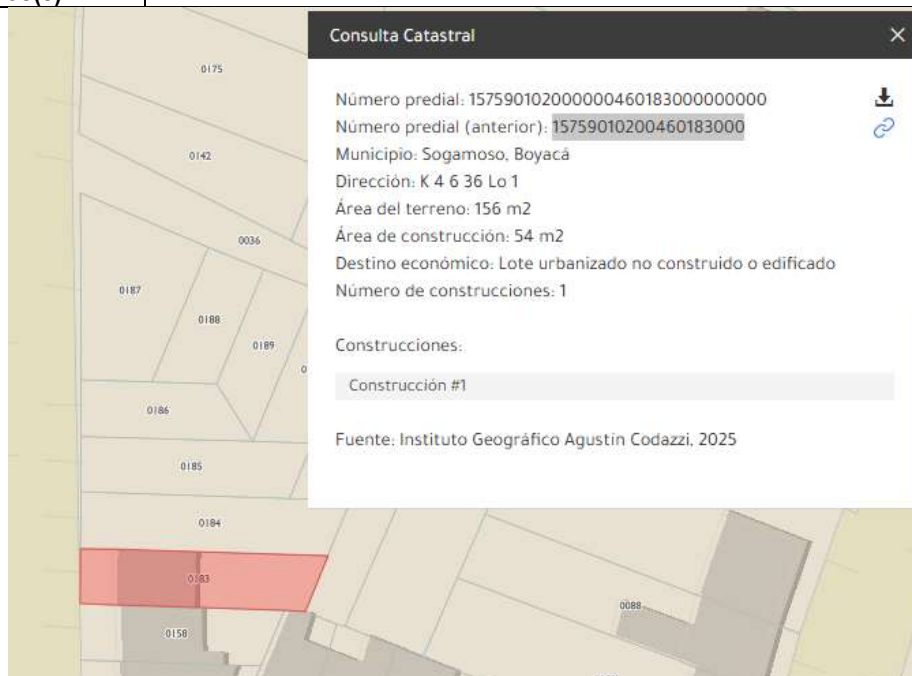 Consulta Catastral
Número predial: 157590102000000460183000000000
Número predial (anterior): 15759010200460183000
Municipio: Sogamoso, Boyacá
Dirección: K 4 6 36 Lo 1
Área del terreno: 156 m2
Área de construcción: 54 m2
Destino económico: Lote urbanizado no construido o edificado
Número de construcciones: 1
Construcciones:
Construcción #1
Fuente: Instituto Geográfico Agustín Codazzi, 2025
0175
0142
0036
0187
0188
0189
0186
0185
0184
0183
0088
0158